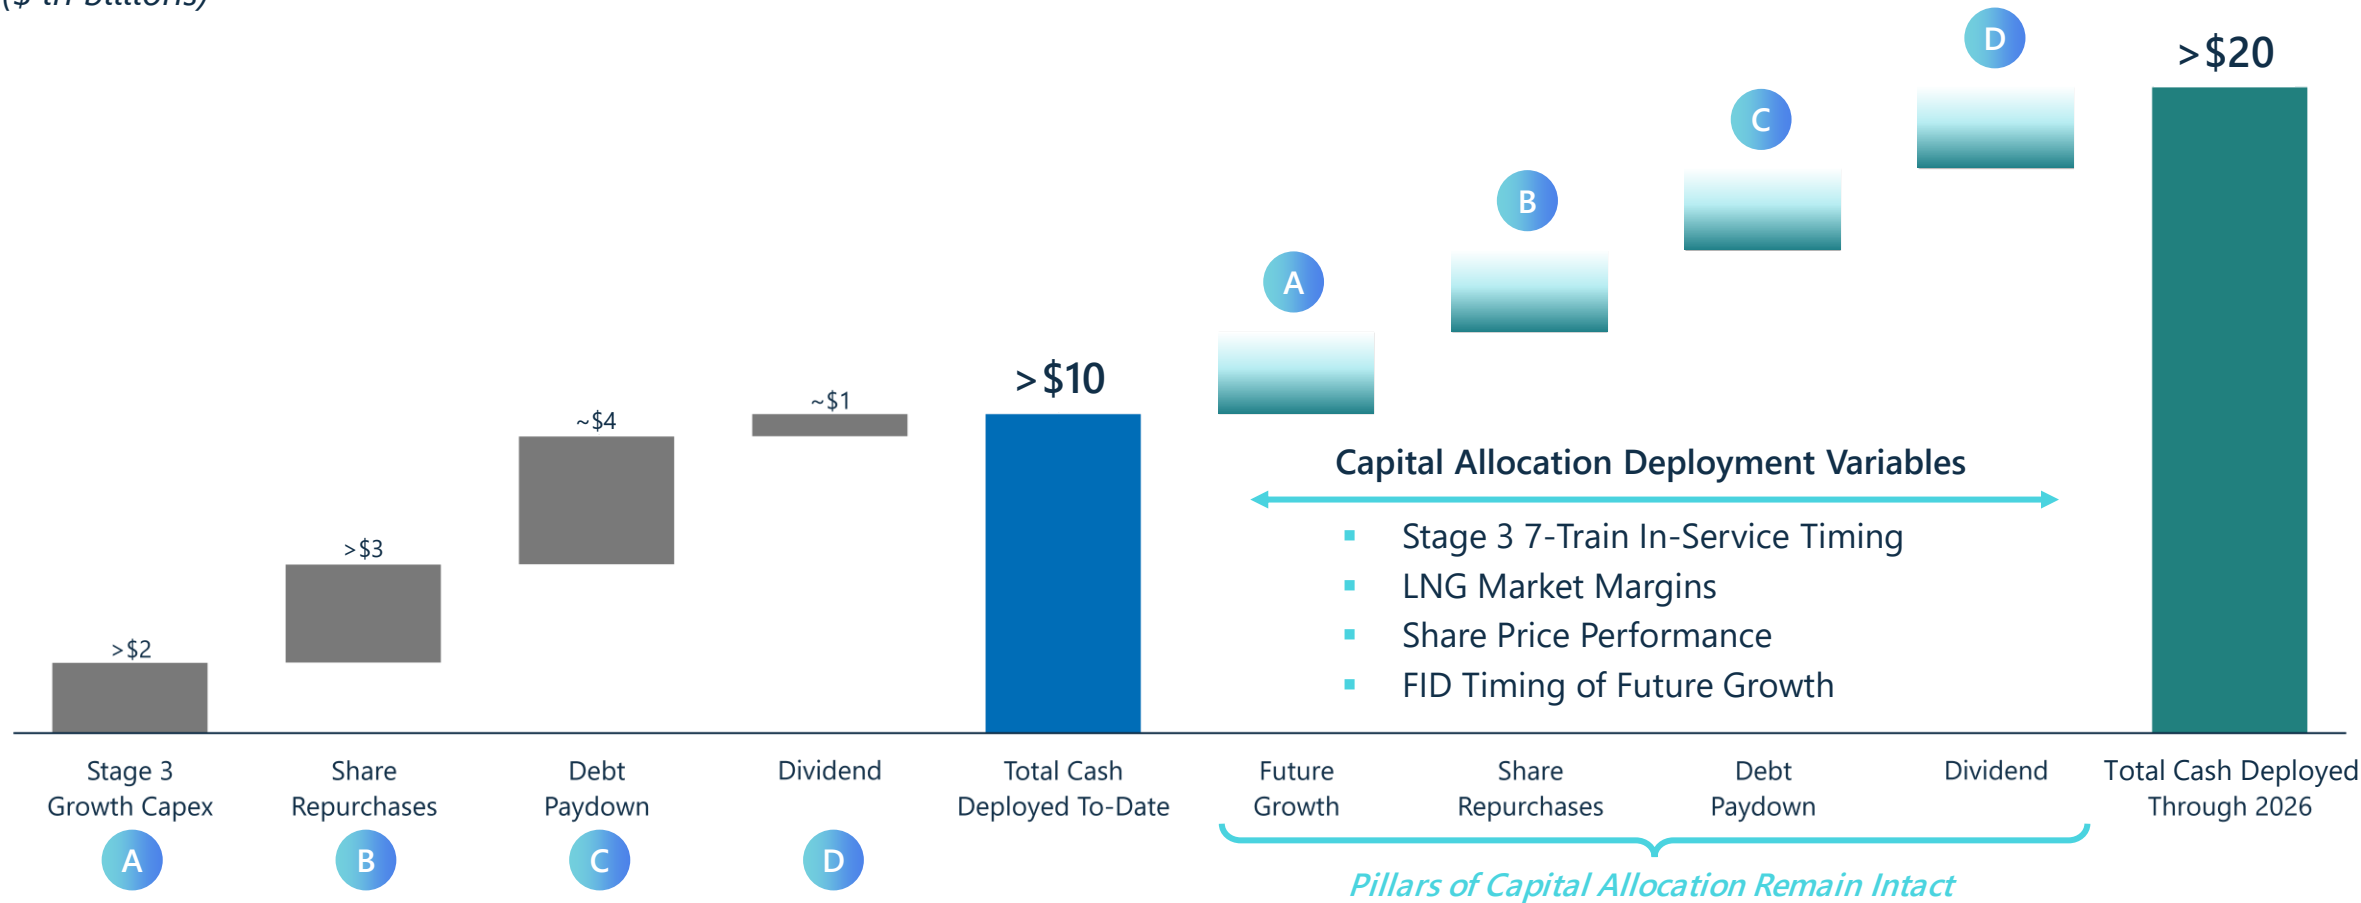 ($ in Billions)
>$2
>$3
~$4
~$1
>$10
A
B
C
D
>$20
Capital Allocation Deployment Variables
▪ Stage 3 7-Train In-Service Timing
▪ LNG Market Margins
▪ Share Price Performance
▪ FID Timing of Future Growth
Stage 3
Growth Capex
A
Share
Repurchases
B
Debt
Paydown
C
Dividend
D
Total Cash
Deployed To-Date
Future
Growth
Share
Repurchases
Debt
Paydown
Dividend
Total Cash Deployed
Through 2026
Pillars of Capital Allocation Remain Intact